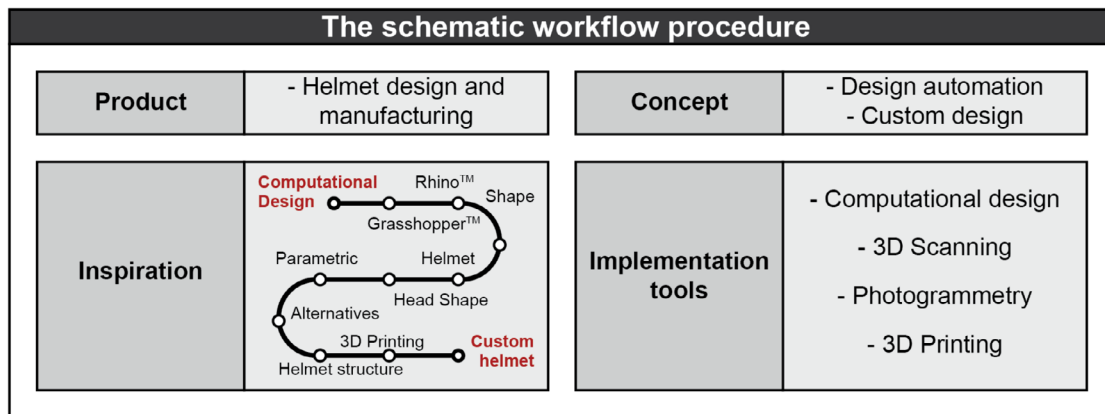 The schematic workflow procedure
Product
- Helmet design and
manufacturing
Concept
- Design automation
- Custom design
Inspiration
Computational
Design
Rhino™
Shape
Grasshopper™
Parametric
Helmet
Head Shape
Alternatives
3D Printing
Custom
helmet
Helmet structure
Implementation
tools
- Computational design
- 3D Scanning
- Photogrammetry
- 3D Printing